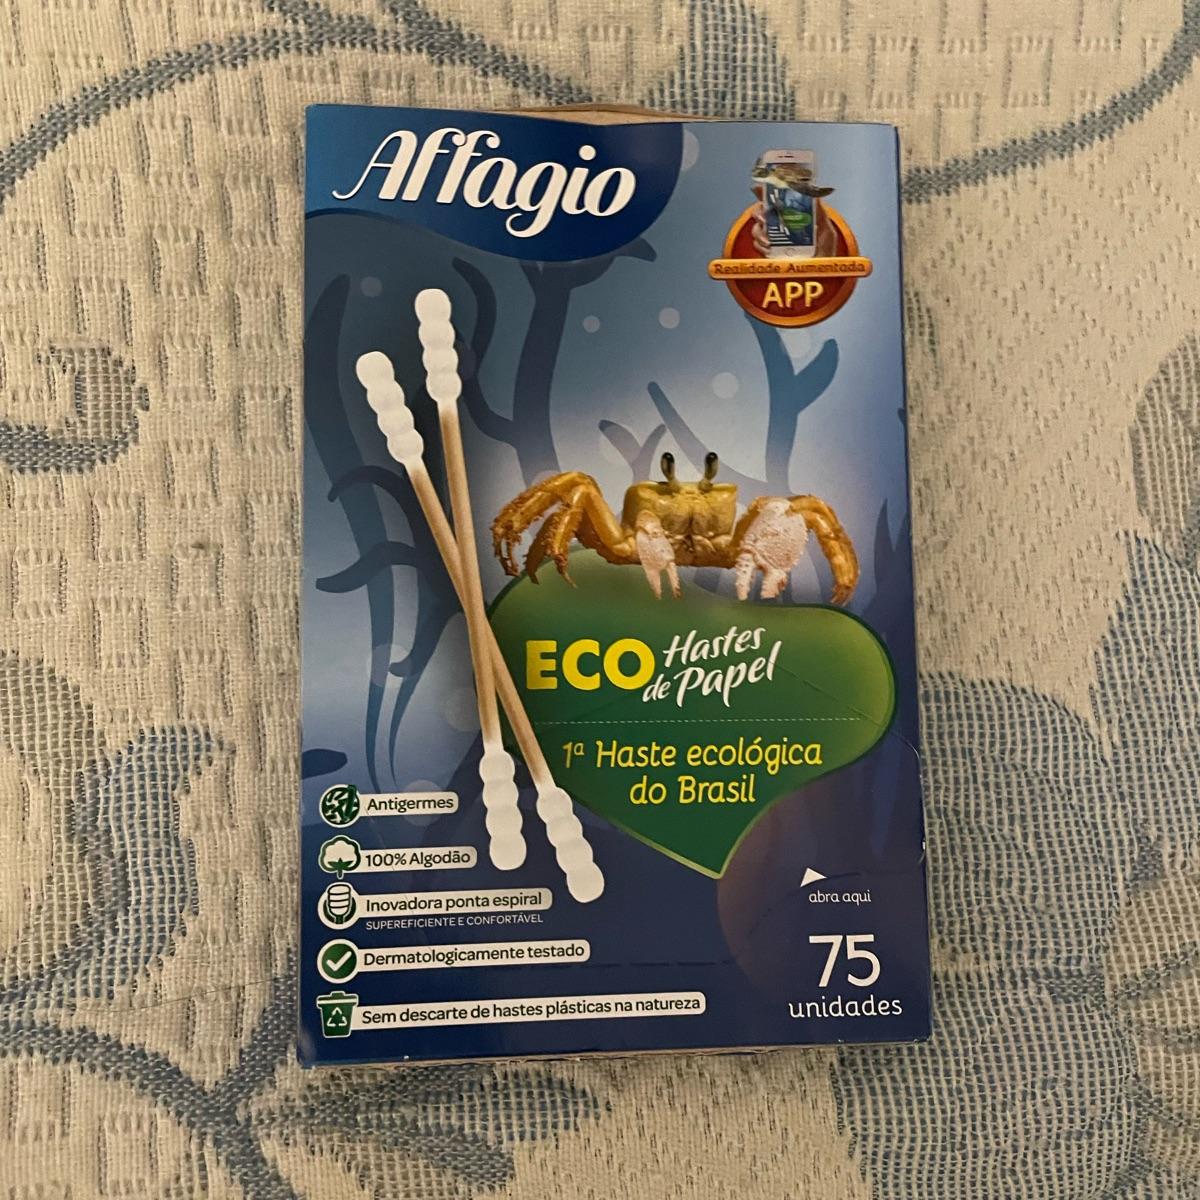 Affagio
Realidade Aumentada
APP
ECO Hastes
de Papel
1ª Haste ecológica
do Brasil
Antigermes
100% Algodão
Inovadora ponta espiral
SUPEREFICIENTE E CONFORTÁVEL
Dermatologicamente testado
Sem descarte de hastes plásticas na natureza
abra aqui
75
unidades